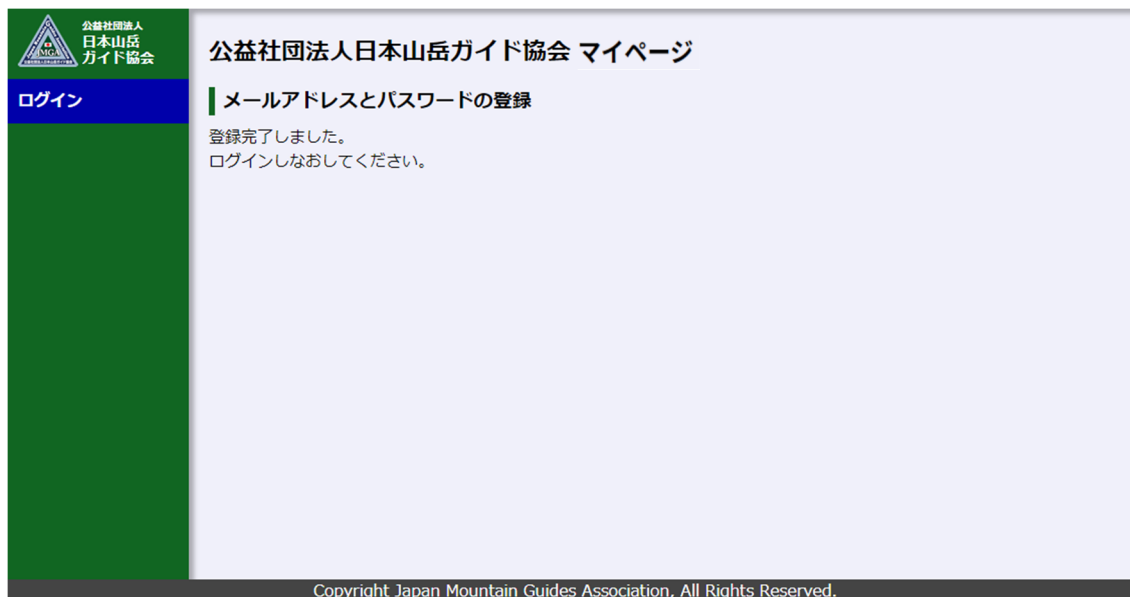 公益社団法人
日本山岳
ガイド協会
ログイン
公益社団法人日本山岳ガイド協会 マイページ
メールアドレスとパスワードの登録
登録完了しました。
ログインしなおしてください。
Copyright Japan Mountain Guides Association, All Rights Reserved.